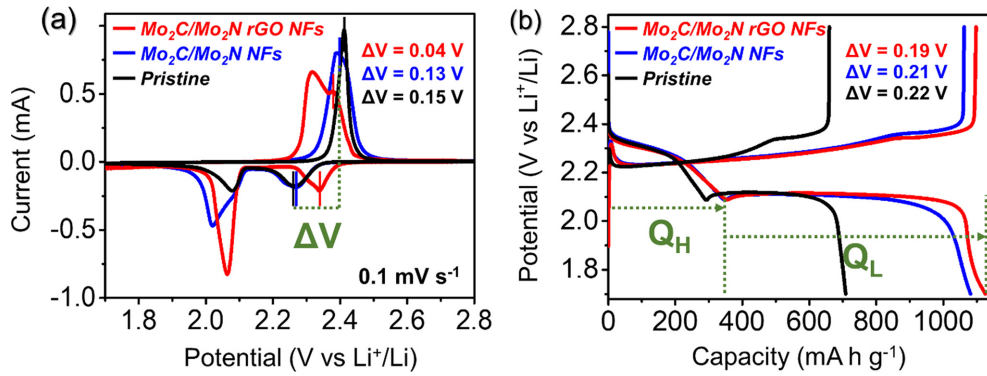 (a)
Mo₂C/Mo₂N rGO NFs
Mo₂C/Mo₂N NFs
Pristine
ΔV = 0.04 V
ΔV = 0.13 V
ΔV = 0.15 V
0.5
0.0
-0.5
-1.0
Current (mA)
ΔV
0.1 mV s⁻¹
1.8 2.0 2.2 2.4 2.6 2.8
Potential (V vs Li⁺/Li)
(b)
Mo₂C/Mo₂N rGO NFs
Mo₂C/Mo₂N NFs
Pristine
ΔV = 0.19 V
ΔV = 0.21 V
ΔV = 0.22 V
2.8
2.6
2.4
2.2
2.0
1.8
Potential (V vs Li⁺/Li)
Q_H
Q_L
0 200 400 600 800 1000
Capacity (mA h g⁻¹)